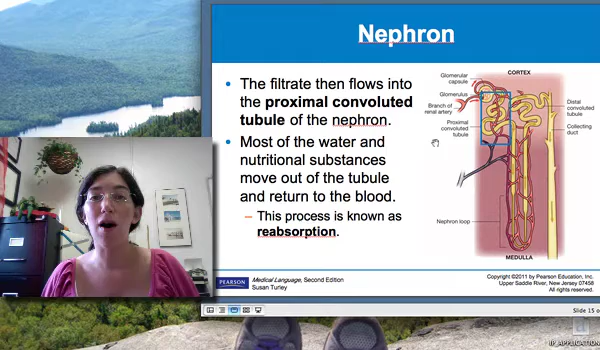 Nephron
• The filtrate then flows into
the proximal convoluted
tubule of the nephron.
• Most of the water and
nutritional substances
move out of the tubule
and return to the blood.
– This process is known as
reabsorption.
CORTEX
Glomerular
capsule
Glomerulus
Branch of
renal artery
Proximal
convoluted
tubule
Distal
convoluted
tubule
Collecting
duct
Nephron loop
MEDULLA
PEARSON
Medical Language, Second Edition
Susan Turley
Copyright ©2011 by Pearson Education, Inc.
Upper Saddle River, New Jersey 07458
All rights reserved.
Slide 15 o